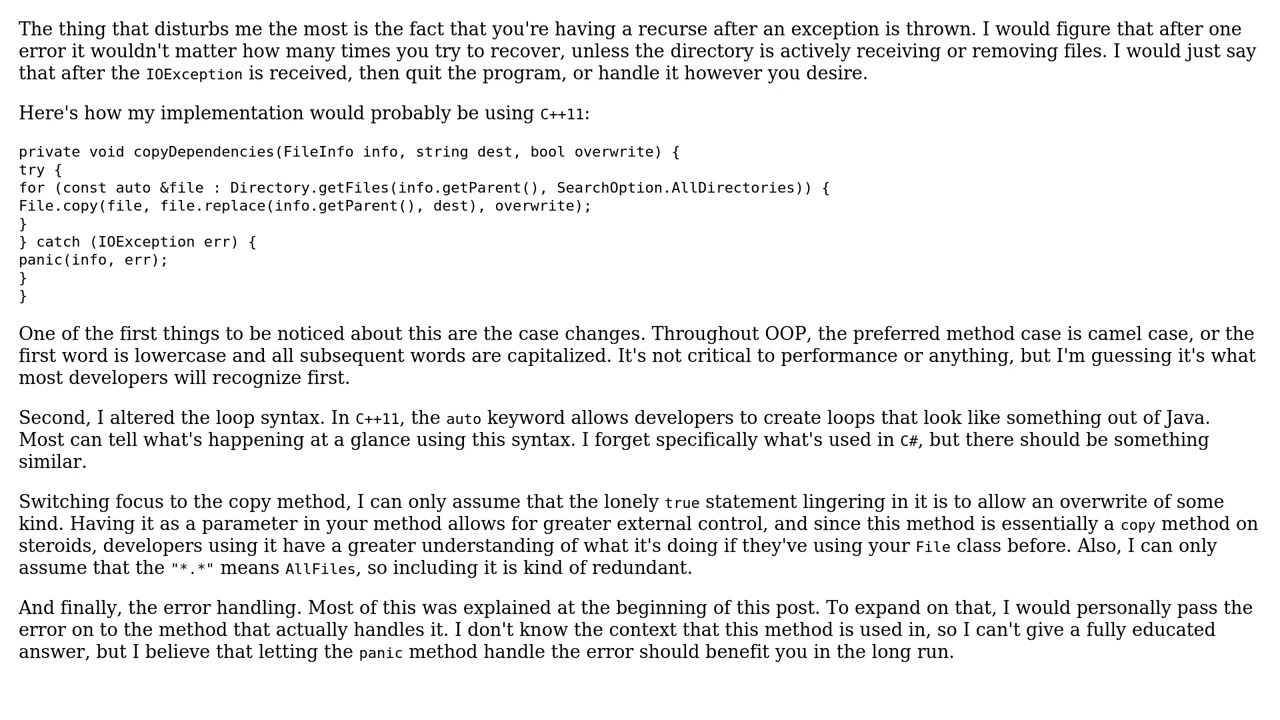 The thing that disturbs me the most is the fact that you're having a recurse after an exception is thrown. I would figure that after one
error it wouldn't matter how many times you try to recover, unless the directory is actively receiving or removing files. I would just say
that after the IOException is received, then quit the program, or handle it however you desire.
Here's how my implementation would probably be using C++11:
private void copyDependencies(FileInfo info, string dest, bool overwrite) {
try {
for (const auto &file : Directory.getFiles(info.getParent(), SearchOption.AllDirectories)) {
File.copy(file, file.replace(info.getParent(), dest), overwrite);
}
} catch (IOException err) {
panic(info, err);
}
}
One of the first things to be noticed about this are the case changes. Throughout OOP, the preferred method case is camel case, or the
first word is lowercase and all subsequent words are capitalized. It's not critical to performance or anything, but I'm guessing it's what
most developers will recognize first.
Second, I altered the loop syntax. In C++11, the auto keyword allows developers to create loops that look like something out of Java.
Most can tell what's happening at a glance using this syntax. I forget specifically what's used in C#, but there should be something
similar.
Switching focus to the copy method, I can only assume that the lonely true statement lingering in it is to allow an overwrite of some
kind. Having it as a parameter in your method allows for greater external control, and since this method is essentially a copy method on
steroids, developers using it have a greater understanding of what it's doing if they've using your File class before. Also, I can only
assume that the "*.*" means AllFiles, so including it is kind of redundant.
And finally, the error handling. Most of this was explained at the beginning of this post. To expand on that, I would personally pass the
error on to the method that actually handles it. I don't know the context that this method is used in, so I can't give a fully educated
answer, but I believe that letting the panic method handle the error should benefit you in the long run.